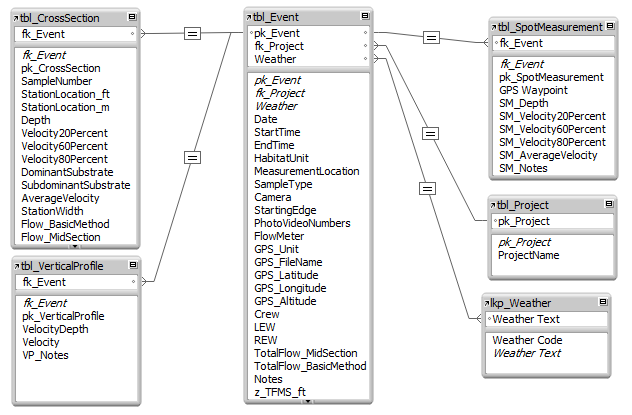 tbl_CrossSection
fk_Event
fk_Event
pk_CrossSection
SampleNumber
StationLocation_ft
StationLocation_m
Depth
Velocity20Percent
Velocity60Percent
Velocity80Percent
DominantSubstrate
SubdominantSubstrate
AverageVelocity
StationWidth
Flow_BasicMethod
Flow_MidSection
tbl_VerticalProfile
fk_Event
fk_Event
pk_VerticalProfile
VelocityDepth
Velocity
VP_Notes
tbl_Event
pk_Event
fk_Project
Weather
pk_Event
fk_Project
Weather
Date
StartTime
EndTime
HabitatUnit
MeasurementLocation
SampleType
Camera
StartingEdge
PhotoVideoNumbers
FlowMeter
GPS_Unit
GPS_FileName
GPS_Latitude
GPS_Longitude
GPS_Altitude
Crew
LEW
REW
TotalFlow_MidSection
TotalFlow_BasicMethod
Notes
z_TFMS_ft
tbl_SpotMeasurement
fk_Event
fk_Event
pk_SpotMeasurement
GPS Waypoint
SM_Depth
SM_Velocity20Percent
SM_Velocity60Percent
SM_Velocity80Percent
SM_AverageVelocity
SM_Notes
tbl_Project
pk_Project
pk_Project
ProjectName
lkp_Weather
Weather Text
Weather Code
Weather Text